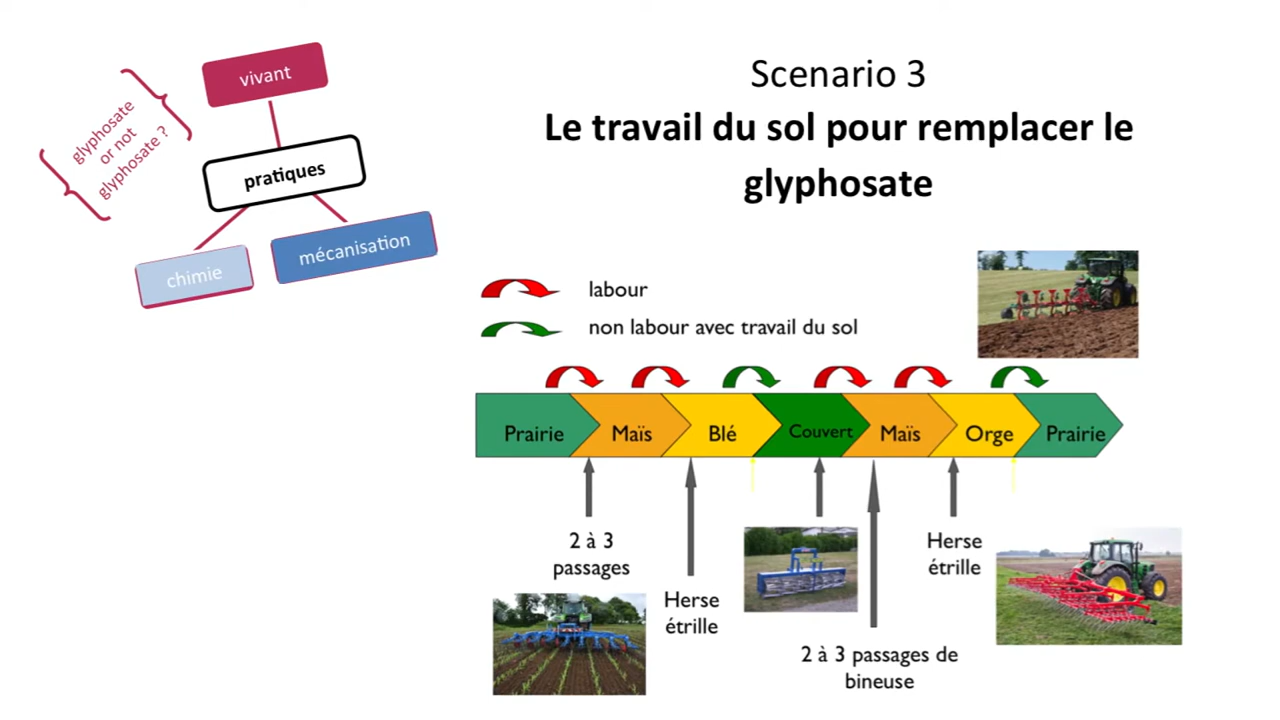 vivant
glyphosate
or not
glyphosate ?
pratiques
chimie
mécanisation
Scenario 3
Le travail du sol pour remplacer le
glyphosate
labour
non labour avec travail du sol
Prairie
Maïs
Blé
Couvert
Maïs
Orge
Prairie
2 à 3
passages
Herse
étrille
2 à 3 passages de
bineuse
Herse
étrille